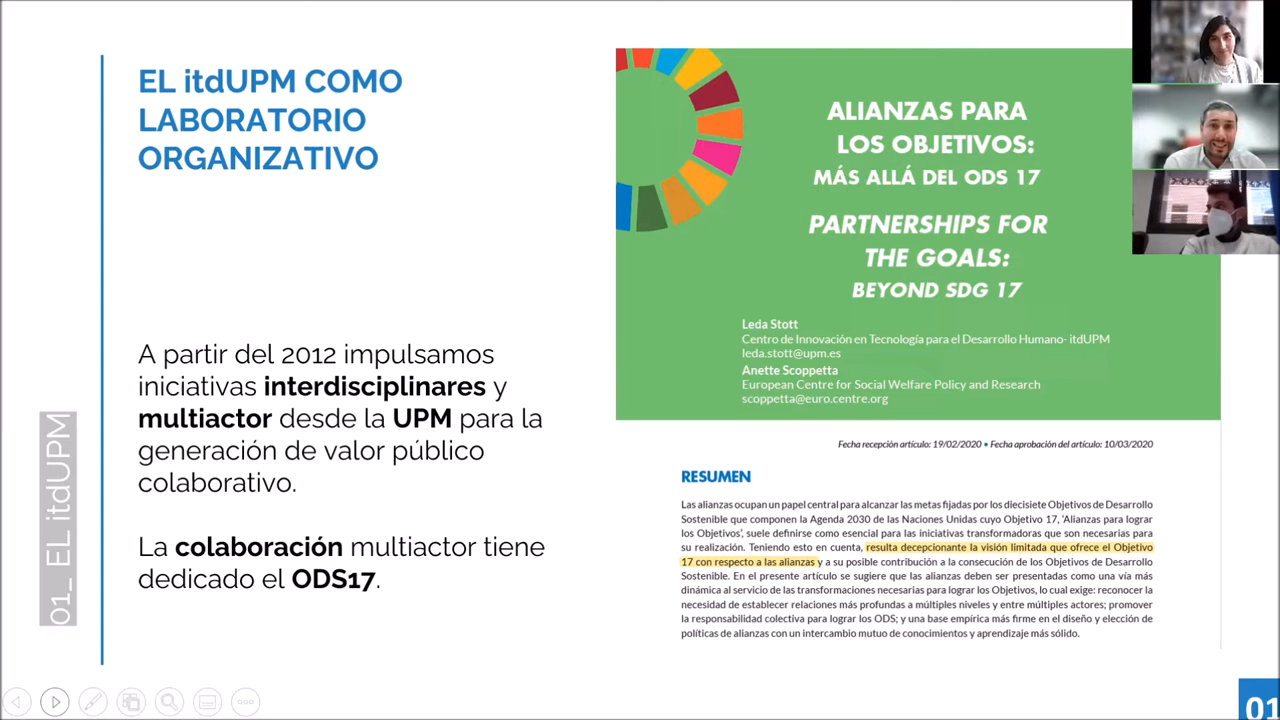 EL itdUPM COMO
LABORATORIO
ORGANIZATIVO
A partir del 2012 impulsamos
iniciativas interdisciplinares y
multiactor desde la UPM para la
generación de valor público
colaborativo.
La colaboración multiactor tiene
dedicado el ODS17.
01_ EL itdUPM
ALIANZAS PARA
LOS OBJETIVOS:
MÁS ALLÁ DEL ODS 17
PARTNERSHIPS FOR
THE GOALS:
BEYOND SDG 17
Leda Stott
Centro de Innovación en Tecnología para el Desarrollo Humano- itdUPM
leda.stott@upm.es
Anette Scoppetta
European Centre for Social Welfare Policy and Research
scoppetta@euro.centre.org
Fecha recepción artículo: 19/02/2020 • Fecha aprobación del artículo: 10/03/2020
RESUMEN
Las alianzas ocupan un papel central para alcanzar las metas fijadas por los diecisiete Objetivos de Desarrollo
Sostenible que componen la Agenda 2030 de las Naciones Unidas cuyo Objetivo 17, ‘Alianzas para lograr
los Objetivos’, suele definirse como esencial para las iniciativas transformadoras que son necesarias para
su realización. Teniendo esto en cuenta, resulta decepcionante la visión limitada que ofrece el Objetivo
17 con respecto a las alianzas y a su posible contribución a la consecución de los Objetivos de Desarrollo
Sostenible. En el presente artículo se sugiere que las alianzas deben ser presentadas como una vía más
dinámica al servicio de las transformaciones necesarias para lograr los Objetivos, lo cual exige: reconocer la
necesidad de establecer relaciones más profundas a múltiples niveles y entre múltiples actores; promover
la responsabilidad colectiva para lograr los ODS; y una base empírica más firme en el diseño y elección de
políticas de alianzas con un intercambio mutuo de conocimientos y aprendizaje más sólido.
01